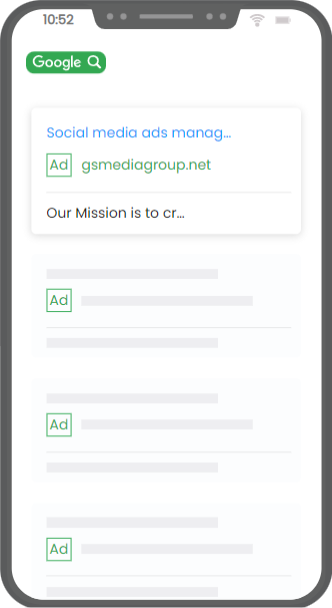 10:52
Google
Social media ads manag...
Ad gsmediagroup.net
Our Mission is to cr...
Ad
Ad
Ad